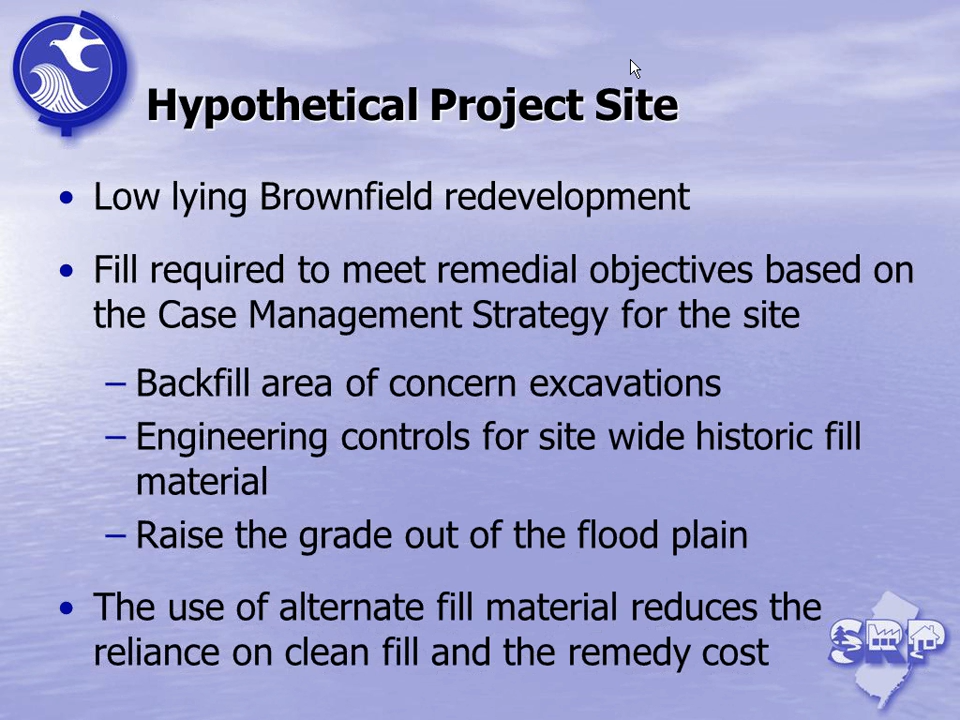 Hypothetical Project Site
• Low lying Brownfield redevelopment
• Fill required to meet remedial objectives based on
the Case Management Strategy for the site
– Backfill area of concern excavations
– Engineering controls for site wide historic fill
material
– Raise the grade out of the flood plain
• The use of alternate fill material reduces the
reliance on clean fill and the remedy cost
SRP